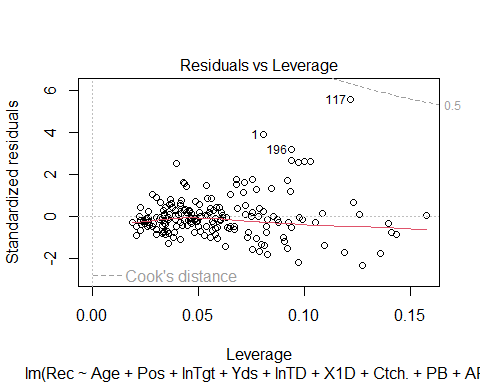 Residuals vs Leverage
Standardized residuals
6
4
2
0
-2
117
1
196
0.5
Cook's distance
0.00 0.05 0.10 0.15
Leverage
lm(Rec ~ Age + Pos + lnTgt + Yds + lnTD + X1D + Ctch. + PB + AP